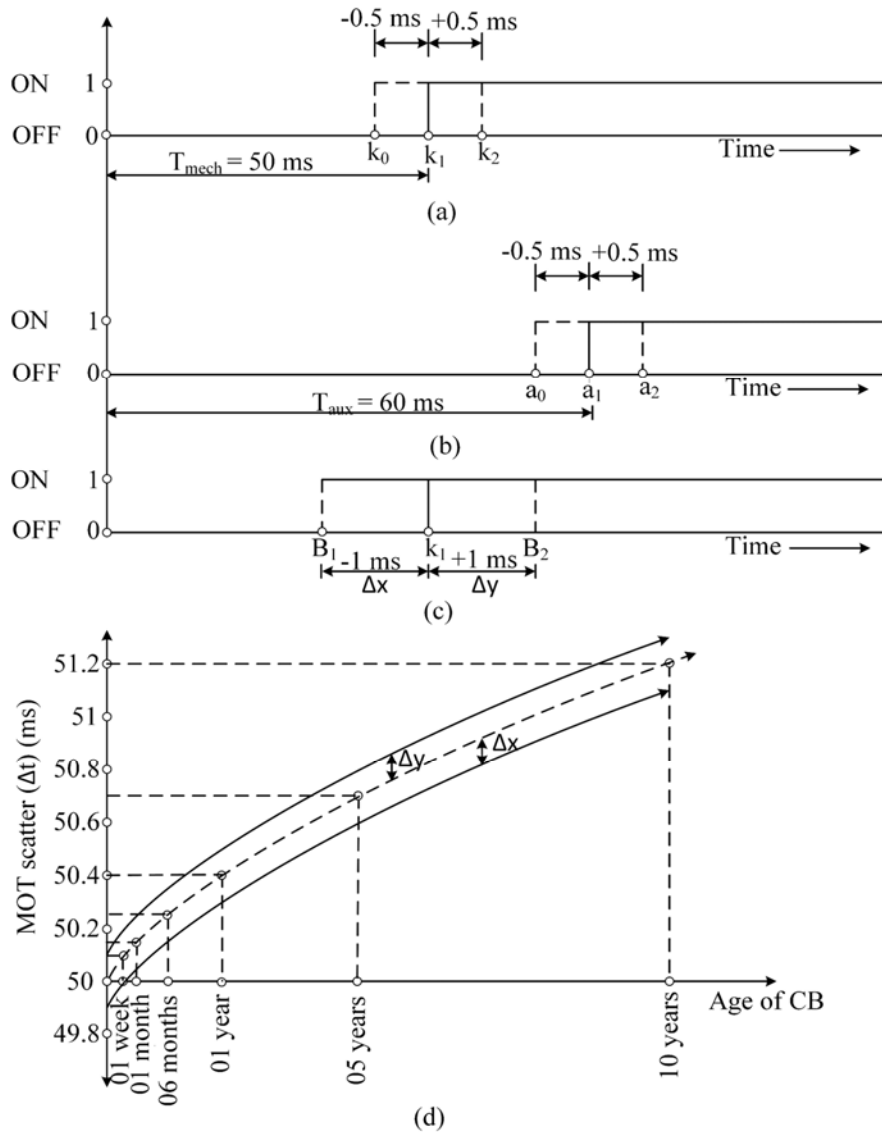 -0.5 ms +0.5 ms
ON 1
OFF 0
k0 k1 k2 Time
Tmech = 50 ms
(a)
-0.5 ms +0.5 ms
ON 1
OFF 0
a0 a1 a2 Time
Taux = 60 ms
(b)
ON 1
OFF 0
B1 k1 B2 Time
-1 ms +1 ms
Δx Δy
(c)
MOT scatter (Δt) (ms)
51.2
51
50.8
50.6
50.4
50.2
50
49.8
Δy Δx
Age of CB
01 week
01 month
06 months
01 year
05 years
10 years
(d)